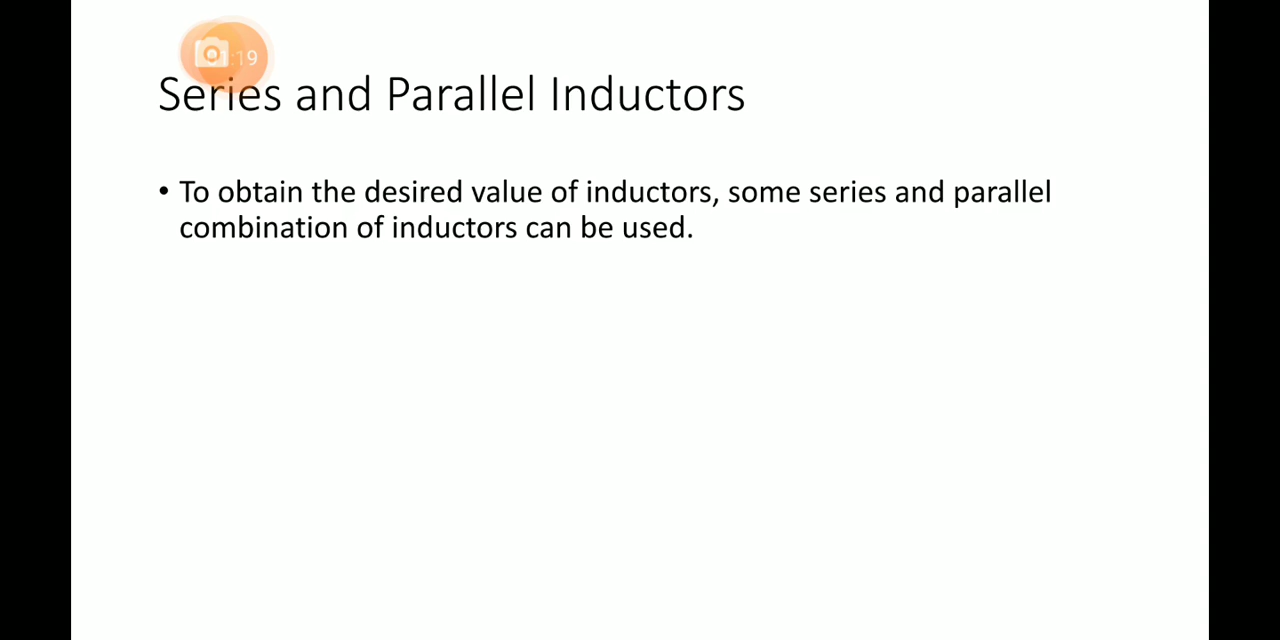 Series and Parallel Inductors
• To obtain the desired value of inductors, some series and parallel
combination of inductors can be used.